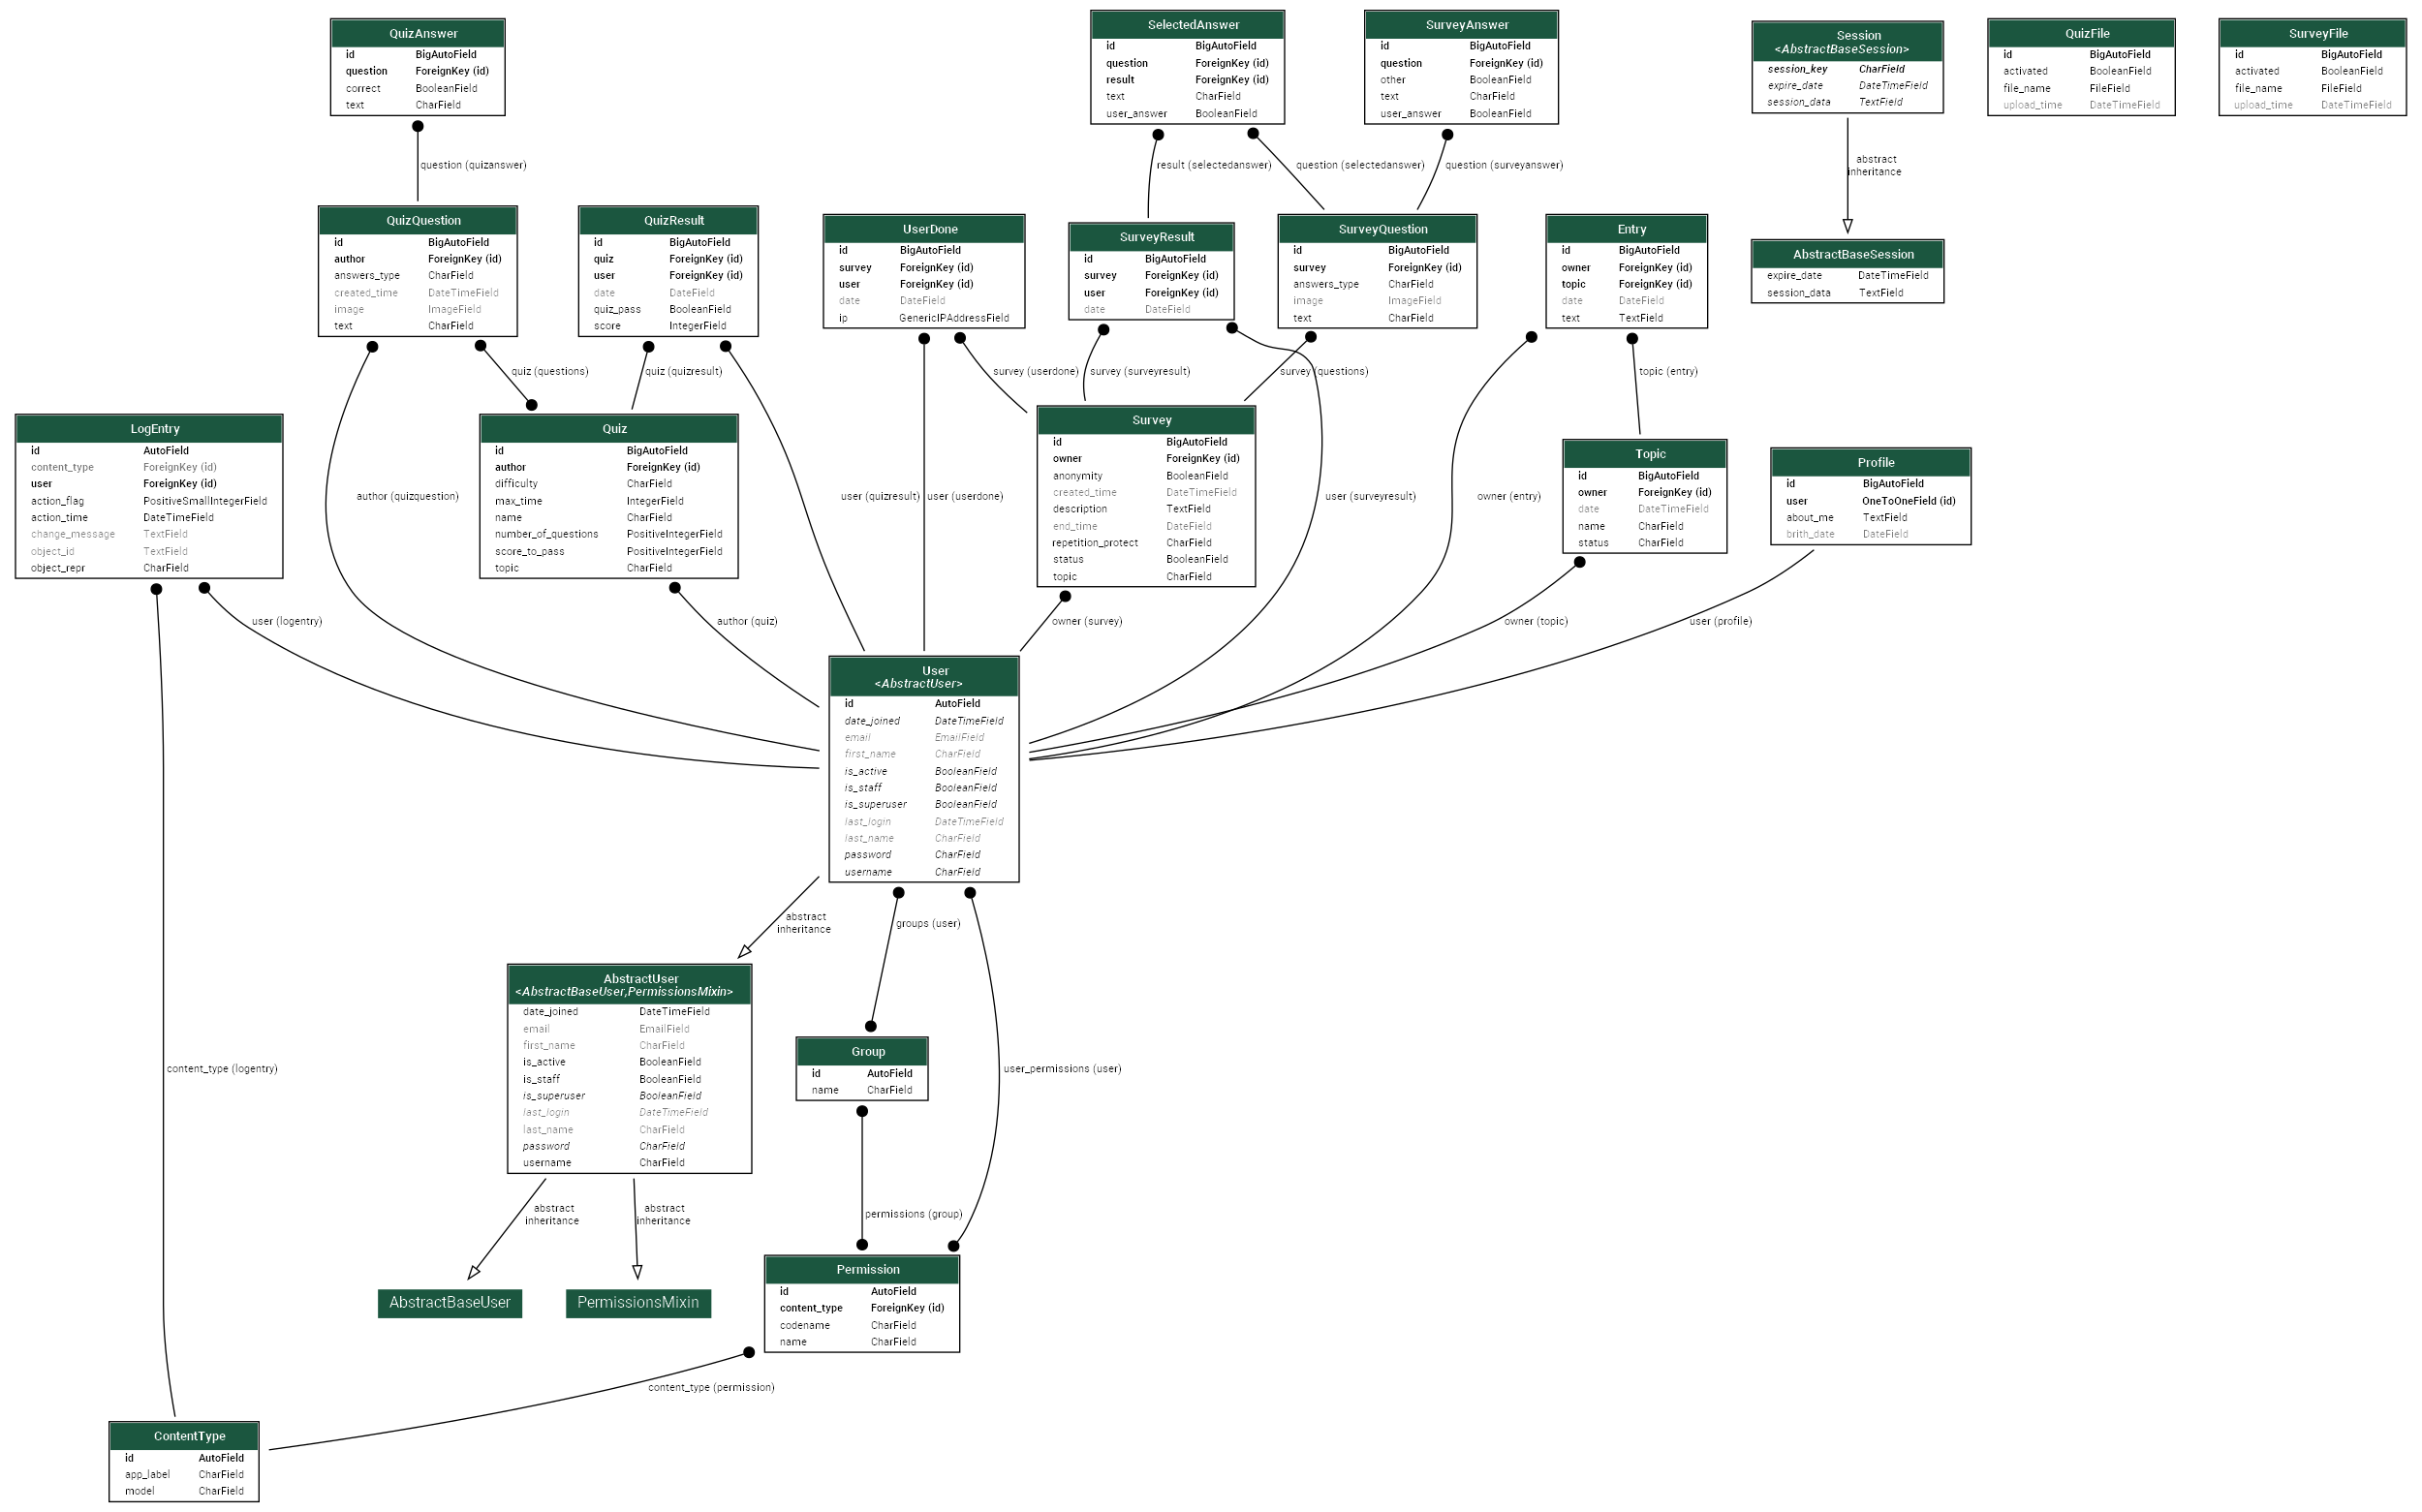 QuizAnswer
id BigAutoField
question ForeignKey (id)
correct BooleanField
text CharField
SelectedAnswer
id BigAutoField
question ForeignKey (id)
result ForeignKey (id)
text CharField
user_answer BooleanField
SurveyAnswer
id BigAutoField
question ForeignKey (id)
other BooleanField
text CharField
user_answer BooleanField
Session
<AbstractBaseSession>
session_key CharField
expire_date DateTimeField
session_data TextField
QuizFile
id BigAutoField
activated BooleanField
file_name FileField
upload_time DateTimeField
SurveyFile
id BigAutoField
activated BooleanField
file_name FileField
upload_time DateTimeField
question (quizanswer)
result (selectedanswer)
question (selectedanswer)
question (surveyanswer)
abstract
inheritance
QuizQuestion
id BigAutoField
author ForeignKey (id)
answers_type CharField
created_time DateTimeField
image ImageField
text CharField
QuizResult
id BigAutoField
quiz ForeignKey (id)
user ForeignKey (id)
date DateField
quiz_pass BooleanField
score IntegerField
UserDone
id BigAutoField
survey ForeignKey (id)
user ForeignKey (id)
date DateField
ip GenericIPAddressField
SurveyResult
id BigAutoField
survey ForeignKey (id)
user ForeignKey (id)
date DateField
SurveyQuestion
id BigAutoField
survey ForeignKey (id)
answers_type CharField
image ImageField
text CharField
Entry
id BigAutoField
owner ForeignKey (id)
topic ForeignKey (id)
date DateField
text TextField
AbstractBaseSession
expire_date DateTimeField
session_data TextField
quiz (questions)
quiz (quizresult)
survey (userdone)
survey (surveyresult)
survey (questions)
topic (entry)
LogEntry
id AutoField
content_type ForeignKey (id)
user ForeignKey (id)
action_flag PositiveSmallIntegerField
action_time DateTimeField
change_message TextField
object_id TextField
object_repr CharField
Quiz
id BigAutoField
author ForeignKey (id)
difficulty CharField
max_time IntegerField
name CharField
number_of_questions PositiveIntegerField
score_to_pass PositiveIntegerField
topic CharField
Survey
id BigAutoField
owner ForeignKey (id)
anonymity BooleanField
created_time DateTimeField
description TextField
end_time DateField
repetition_protect CharField
status BooleanField
topic CharField
Topic
id BigAutoField
owner ForeignKey (id)
date DateTimeField
name CharField
status CharField
Profile
id BigAutoField
user OneToOneField (id)
about_me TextField
brith_date DateField
author (quizquestion)
user (quizresult)
user (userdone)
user (surveyresult)
owner (entry)
user (logentry)
author (quiz)
owner (survey)
owner (topic)
user (profile)
User
<AbstractUser>
id AutoField
date_joined DateTimeField
email EmailField
first_name CharField
is_active BooleanField
is_staff BooleanField
is_superuser BooleanField
last_login DateTimeField
last_name CharField
password CharField
username CharField
abstract
inheritance
groups (user)
AbstractUser
<AbstractBaseUser,PermissionsMixin>
date_joined DateTimeField
email EmailField
first_name CharField
is_active BooleanField
is_staff BooleanField
is_superuser BooleanField
last_login DateTimeField
last_name CharField
password CharField
username CharField
Group
id AutoField
name CharField
content_type (logentry)
user_permissions (user)
abstract
inheritance
abstract
inheritance
permissions (group)
AbstractBaseUser
PermissionsMixin
Permission
id AutoField
content_type ForeignKey (id)
codename CharField
name CharField
content_type (permission)
ContentType
id AutoField
app_label CharField
model CharField